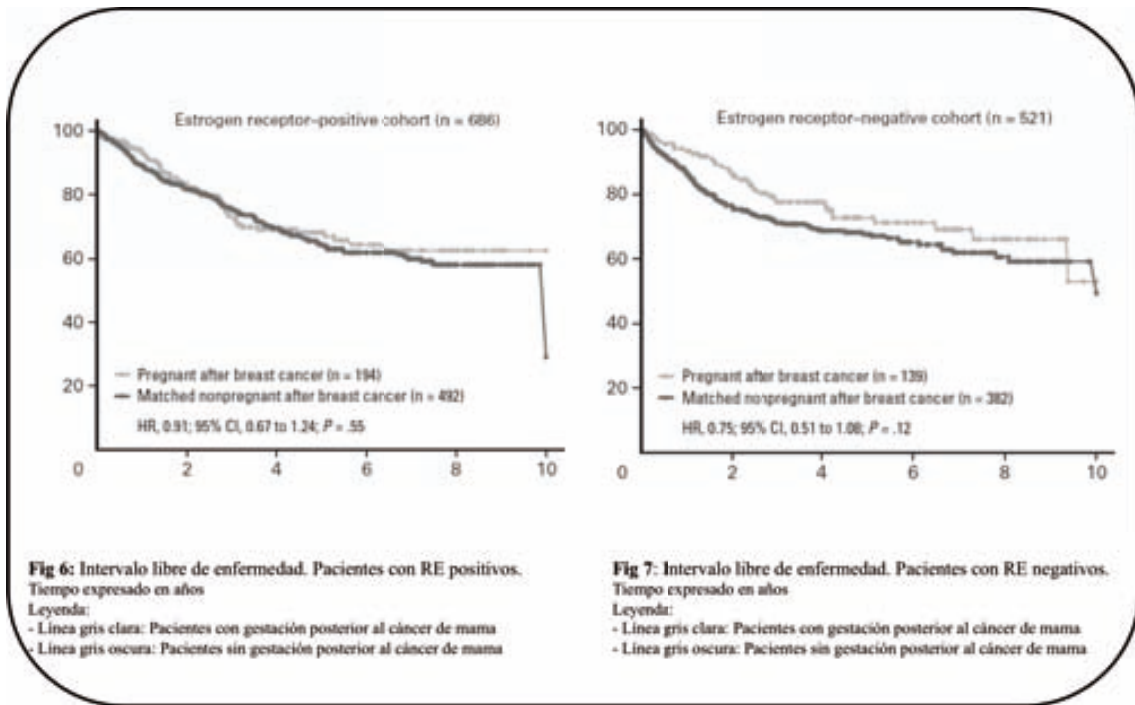 Estrogen receptor–positive cohort (n = 686)
100
80
60
40
20
Pregnant after breast cancer (n = 194)
Matched nonpregnant after breast cancer (n = 492)
HR, 0.91; 95% CI, 0.67 to 1.24; P = .55
0
2
4
6
8
10
Estrogen receptor–negative cohort (n = 521)
100
80
60
40
20
Pregnant after breast cancer (n = 139)
Matched nonpregnant after breast cancer (n = 382)
HR, 0.75; 95% CI, 0.51 to 1.08; P = .12
0
2
4
6
8
10
Fig 6: Intervalo libre de enfermedad. Pacientes con RE positivos.
Tiempo expresado en años
Leyenda:
- Línea gris clara: Pacientes con gestación posterior al cáncer de mama
- Línea gris oscura: Pacientes sin gestación posterior al cáncer de mama
Fig 7: Intervalo libre de enfermedad. Pacientes con RE negativos.
Tiempo expresado en años
Leyenda:
- Línea gris clara: Pacientes con gestación posterior al cáncer de mama
- Línea gris oscura: Pacientes sin gestación posterior al cáncer de mama